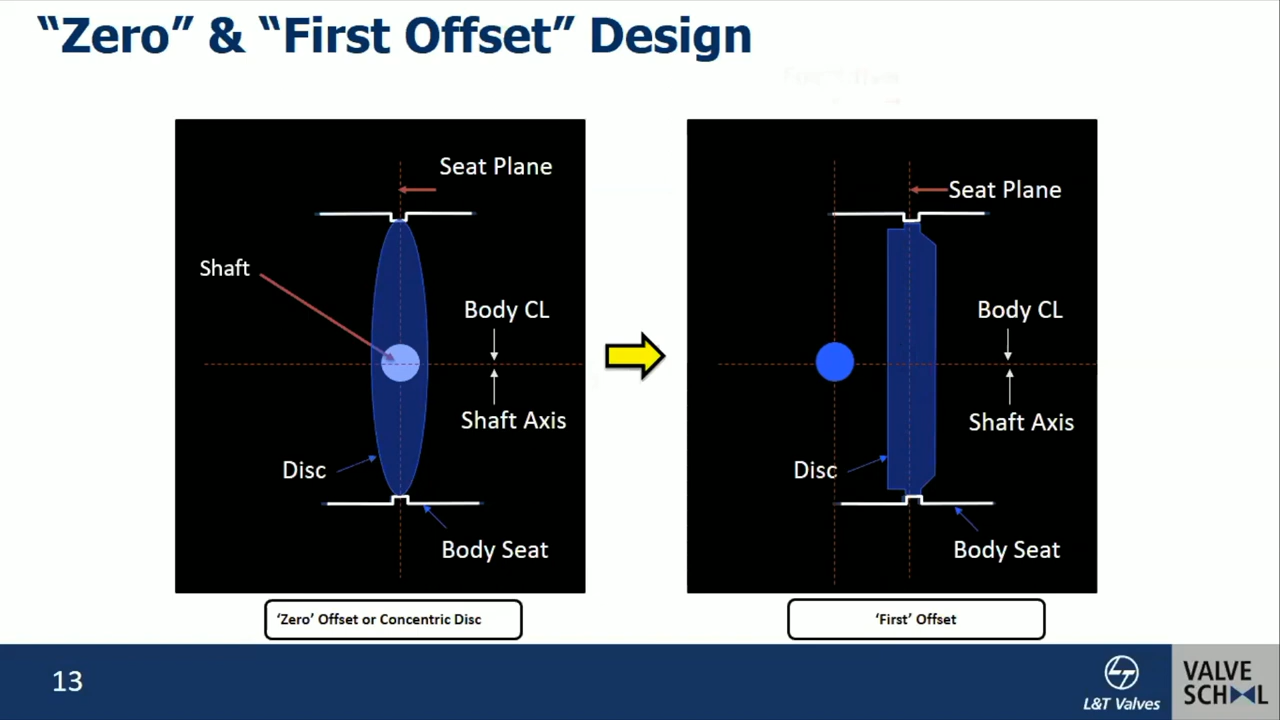 “Zero” & “First Offset” Design
Seat Plane
Shaft
Body CL
Shaft Axis
Disc
Body Seat
‘Zero’ Offset or Concentric Disc
Seat Plane
Body CL
Shaft Axis
Disc
Body Seat
‘First’ Offset
13
L&T Valves
VALVE
SCHOOL